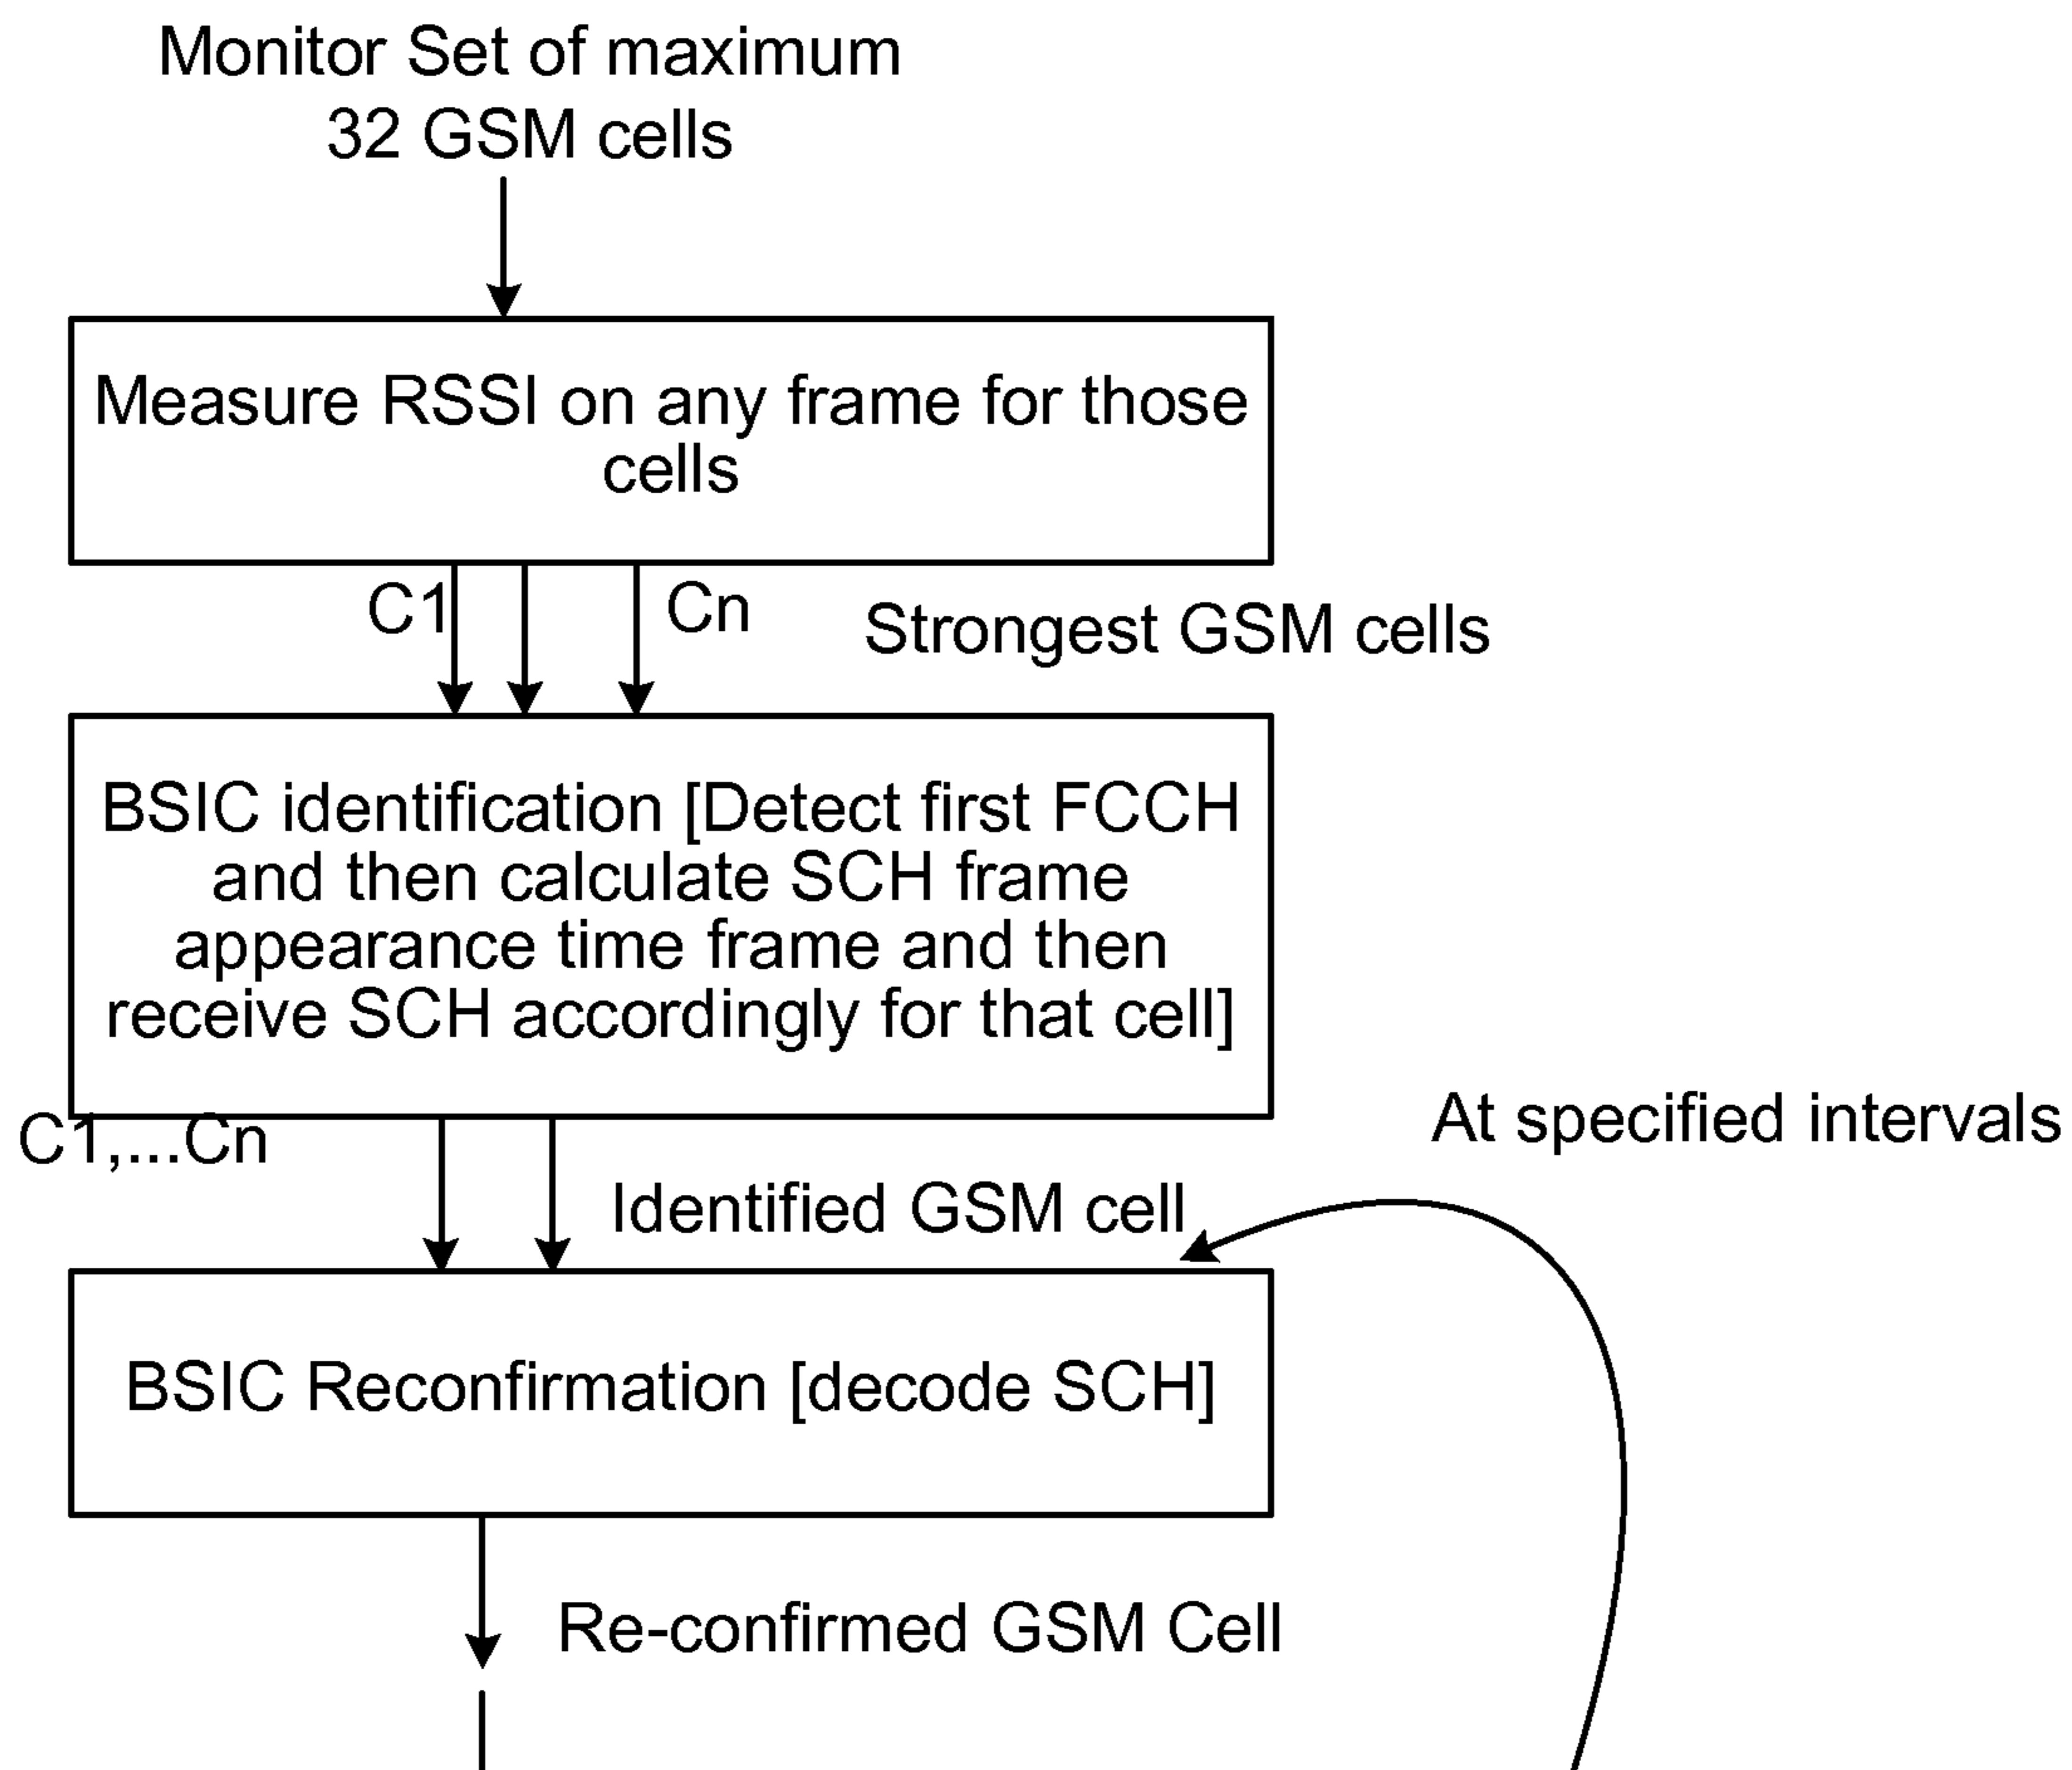 Monitor Set of maximum
32 GSM cells
Measure RSSI on any frame for those
cells
C1
Cn
Strongest GSM cells
BSIC identification [Detect first FCCH
and then calculate SCH frame
appearance time frame and then
receive SCH accordingly for that cell]
C1,...Cn
At specified intervals
Identified GSM cell
BSIC Reconfirmation [decode SCH]
Re-confirmed GSM Cell